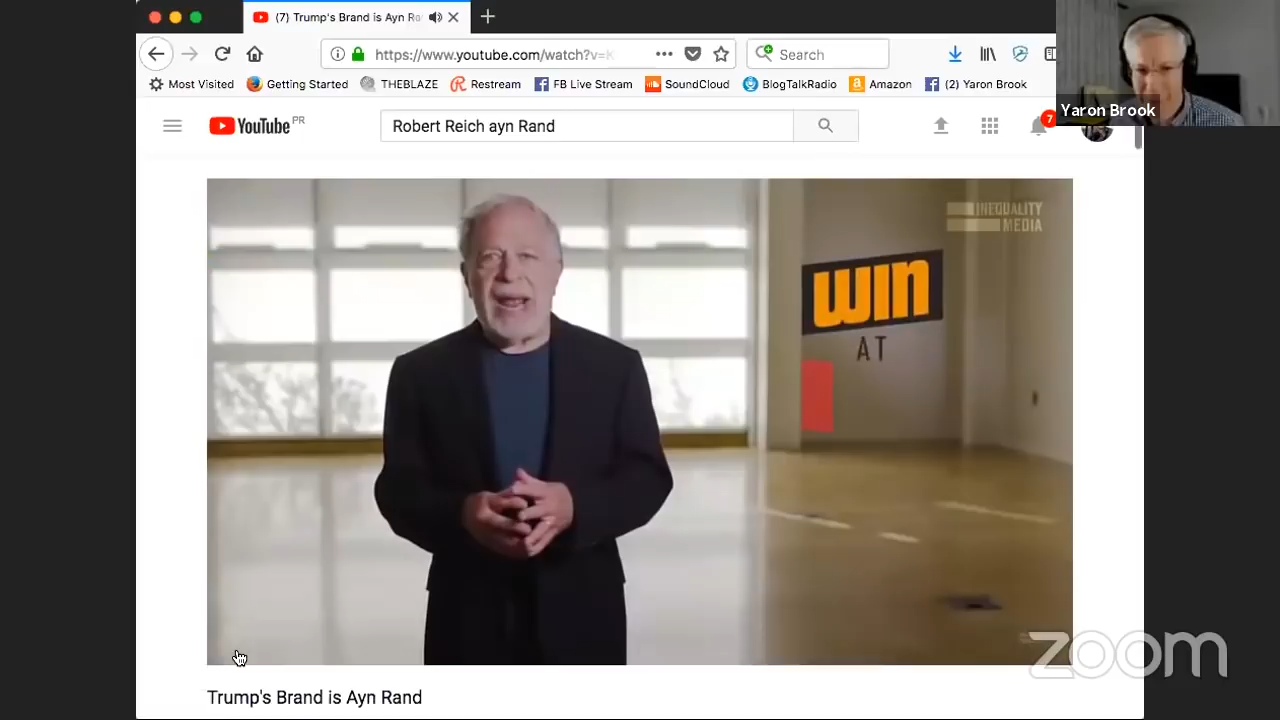 (7) Trump's Brand is Ayn Ra
https://www.youtube.com/watch?v=K
Search
Most Visited
Getting Started
THEBLAZE
Restream
FB Live Stream
SoundCloud
BlogTalkRadio
Amazon
(2) Yaron Brook
Yaron Brook
YouTube PR
Robert Reich ayn Rand
7
INEQUALITY
MEDIA
WIN
AT
zoom
Trump's Brand is Ayn Rand